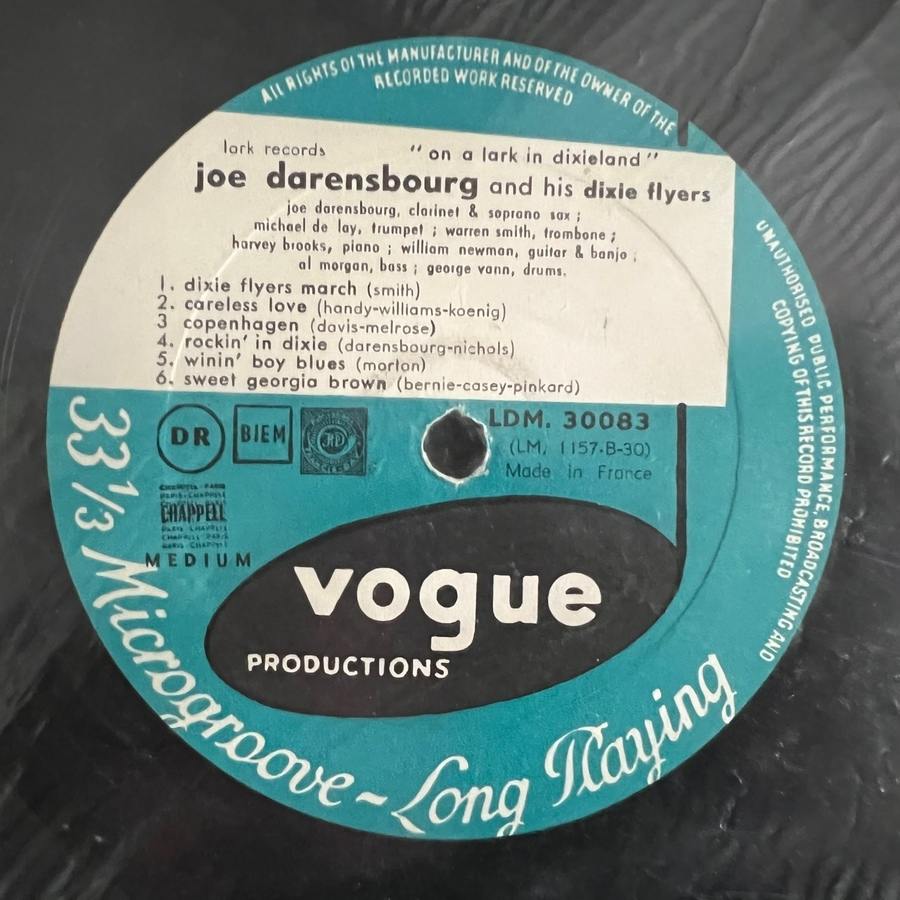 ALL RIGHTS OF THE MANUFACTURER AND OF THE OWNER OF THE
RECORDED WORK RESERVED
lark records " on a lark in dixieland "
joe darensbourg and his dixie flyers
joe darensbourg, clarinet & soprano sax ;
michael de lay, trumpet ; warren smith, trombone ;
harvey brooks, piano ; william newman, guitar & banjo ;
al morgan, bass ; george vann, drums.
1. dixie flyers march (smith)
2. careless love (handy-williams-koenig)
3 copenhagen (davis-melrose)
4. rockin' in dixie (darensbourg-nichols)
5. winin' boy blues (morton)
6. sweet georgia brown (bernie-casey-pinkard)
UNAUTHORISED PUBLIC PERFORMANCE, BROADCASTING AND
COPYING OF THIS RECORD PROHIBITED
DR BIEM
LDM. 30083
(LM. 1157-B-30)
Made in France
CHAPPELL
MEDIUM
vogue
PRODUCTIONS
33 1/3 Microgroove - Long Playing